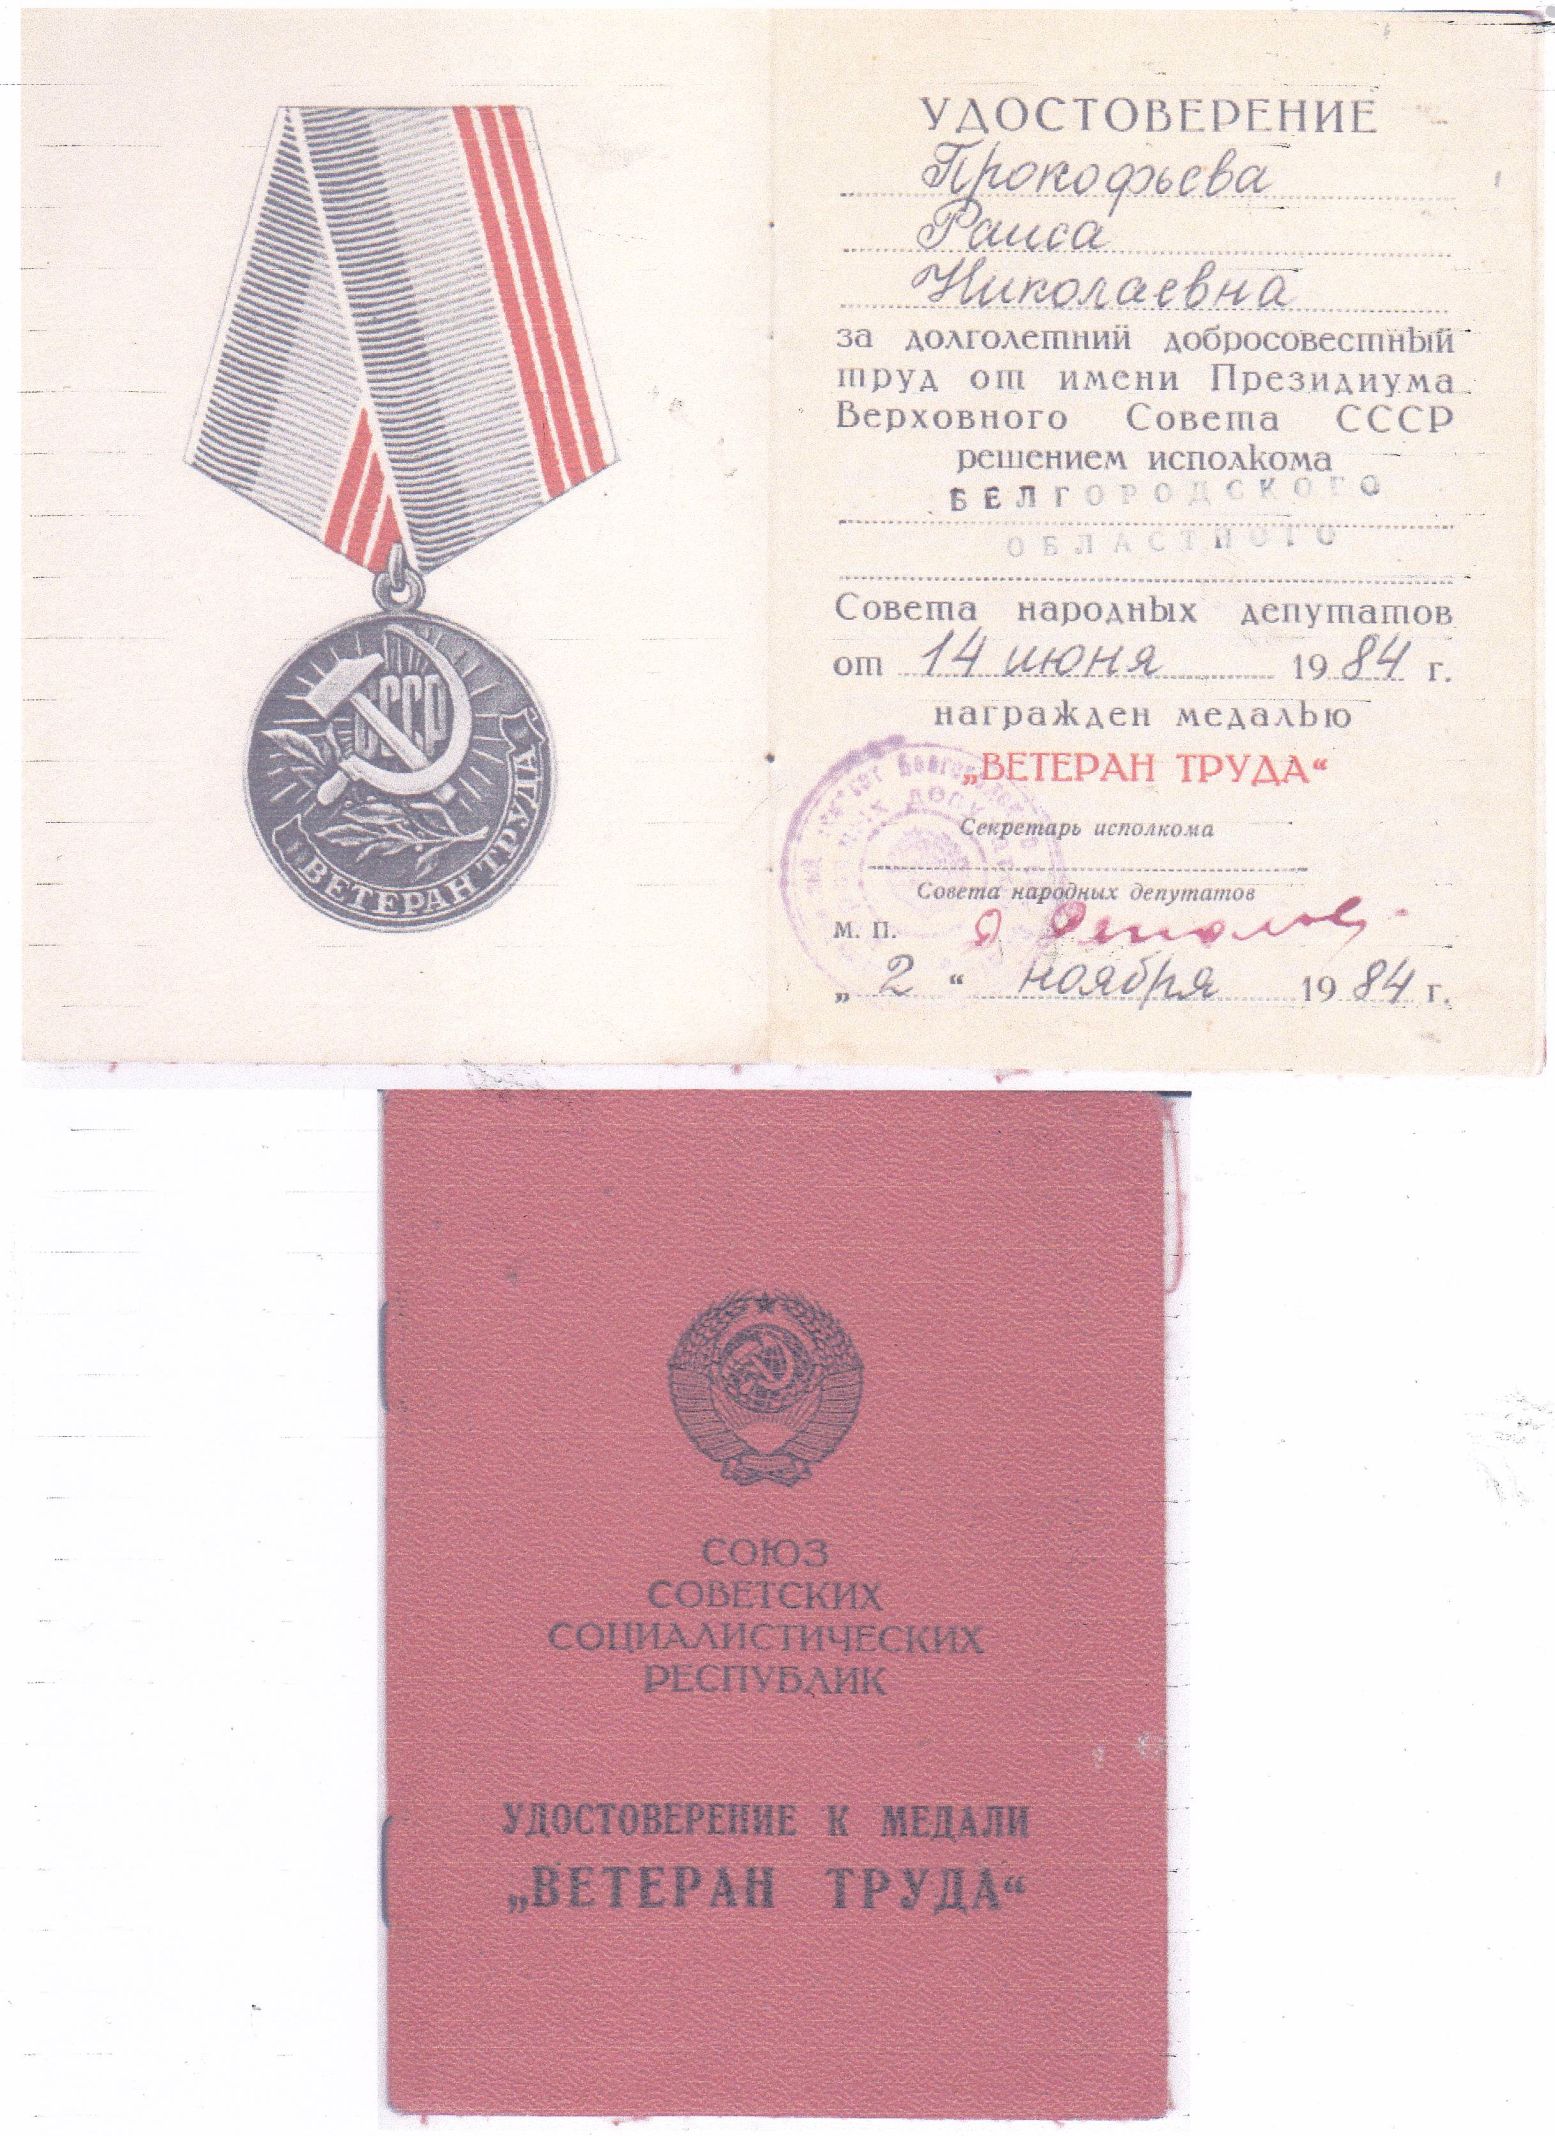 СССР
ВЕТЕРАН ТРУДА
УДОСТОВЕРЕНИЕ
Прокофьева
Раиса
Николаевна
за долголетний добросовестный
труд от имени Президиума
Верховного Совета СССР
решением исполкома
БЕЛГОРОДСКОГО
ОБЛАСТНОГО
Совета народных депутатов
от 14 июня 1984 г.
награжден медалью
„ВЕТЕРАН ТРУДА“
Секретарь исполкома
Совета народных депутатов
М. П.
„2“ ноября 1984 г.
СОЮЗ
СОВЕТСКИХ
СОЦИАЛИСТИЧЕСКИХ
РЕСПУБЛИК
УДОСТОВЕРЕНИЕ К МЕДАЛИ
„ВЕТЕРАН ТРУДА“